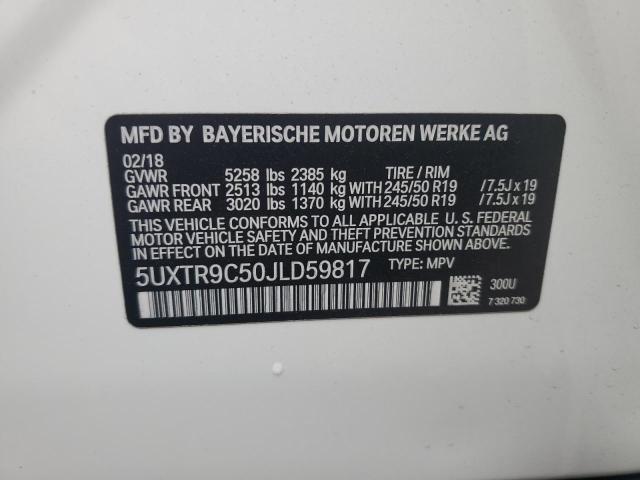 MFD BY BAYERISCHE MOTOREN WERKE AG
02/18
GVWR 5258 lbs 2385 kg TIRE / RIM
GAWR FRONT 2513 lbs 1140 kg WITH 245/50 R19 /7.5J x 19
GAWR REAR 3020 lbs 1370 kg WITH 245/50 R19 /7.5J x 19
THIS VEHICLE CONFORMS TO ALL APPLICABLE U. S. FEDERAL
MOTOR VEHICLE SAFETY AND THEFT PREVENTION STANDARDS
IN EFFECT ON THE DATE OF MANUFACTURE SHOWN ABOVE.
5UXTR9C50JLD59817 TYPE: MPV
300U
7 320 730